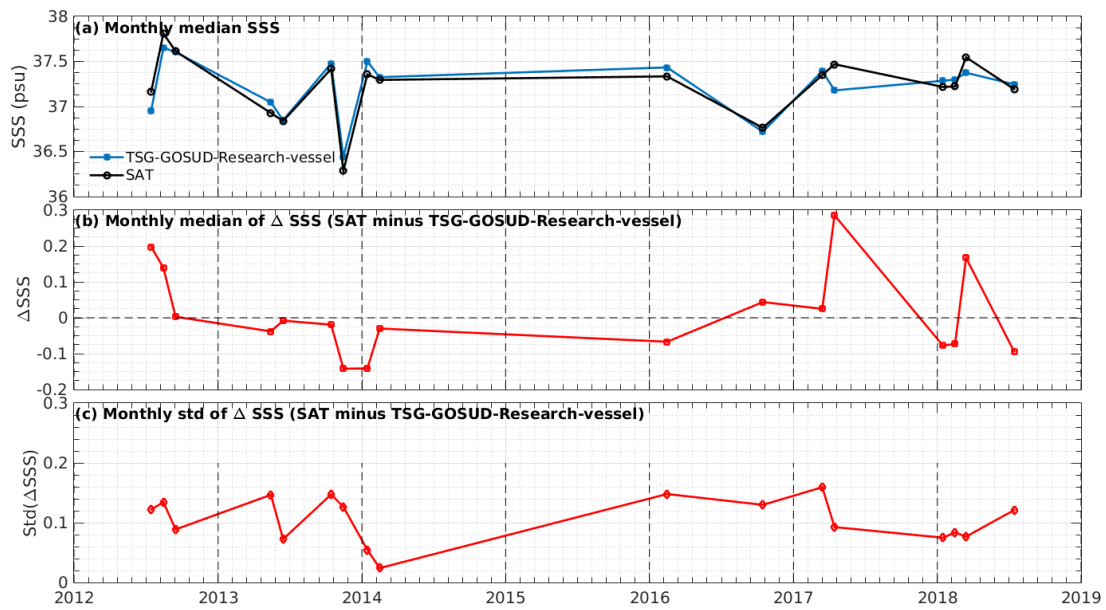 (a) Monthly median SSS
38
37.5
37
36.5
36
SSS (psu)
TSG-GOSUD-Research-vessel
SAT
(b) Monthly median of Δ SSS (SAT minus TSG-GOSUD-Research-vessel)
0.3
0.2
0.1
0
-0.1
-0.2
ΔSSS
(c) Monthly std of Δ SSS (SAT minus TSG-GOSUD-Research-vessel)
0.3
0.2
0.1
0
Std(ΔSSS)
2012 2013 2014 2015 2016 2017 2018 2019